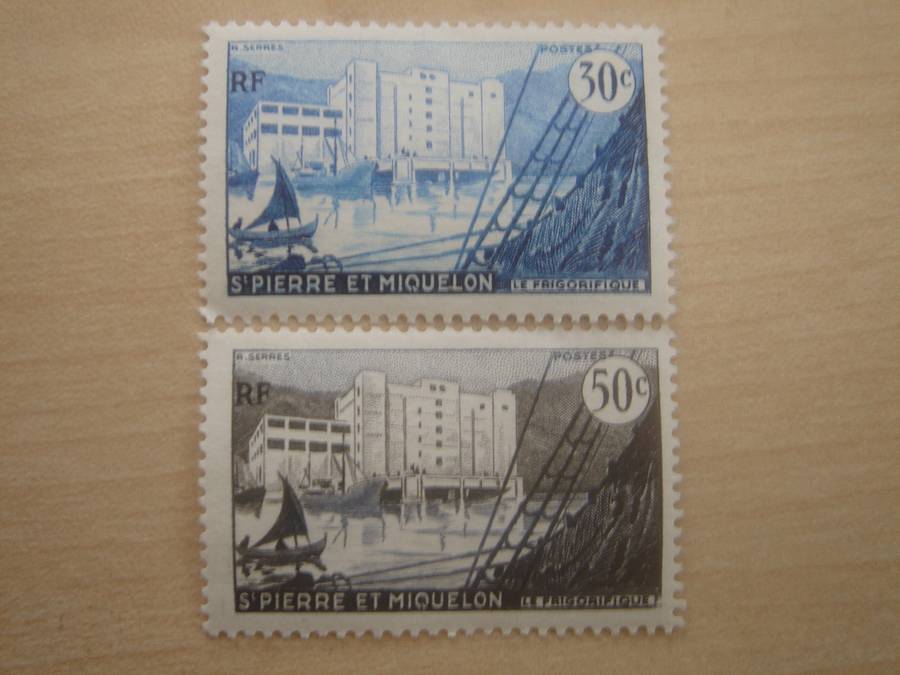 R. SERRES POSTES
RF 30c
ST PIERRE ET MIQUELON LE FRIGORIFIQUE
R. SERRES POSTES
RF 50c
ST PIERRE ET MIQUELON LE FRIGORIFIQUE